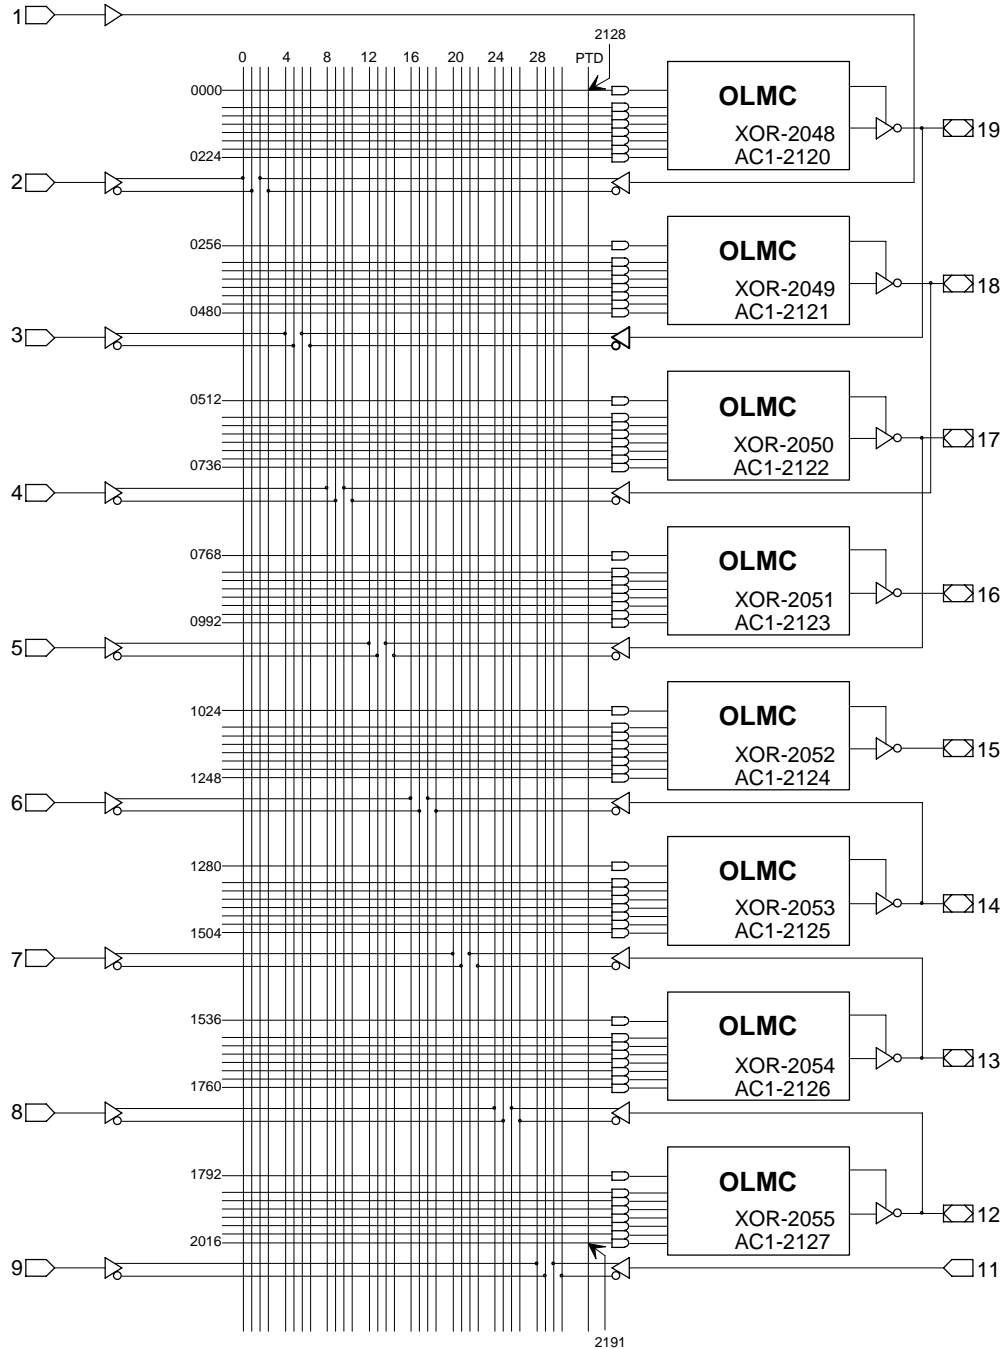 1
2128
0 4 8 12 16 20 24 28 PTD
0000
OLMC
XOR-2048
AC1-2120
19
0224
2
0256
OLMC
XOR-2049
AC1-2121
18
0480
3
0512
OLMC
XOR-2050
AC1-2122
17
0736
4
0768
OLMC
XOR-2051
AC1-2123
16
0992
5
1024
OLMC
XOR-2052
AC1-2124
15
1248
6
1280
OLMC
XOR-2053
AC1-2125
14
1504
7
1536
OLMC
XOR-2054
AC1-2126
13
1760
8
1792
OLMC
XOR-2055
AC1-2127
12
2016
9
11
2191